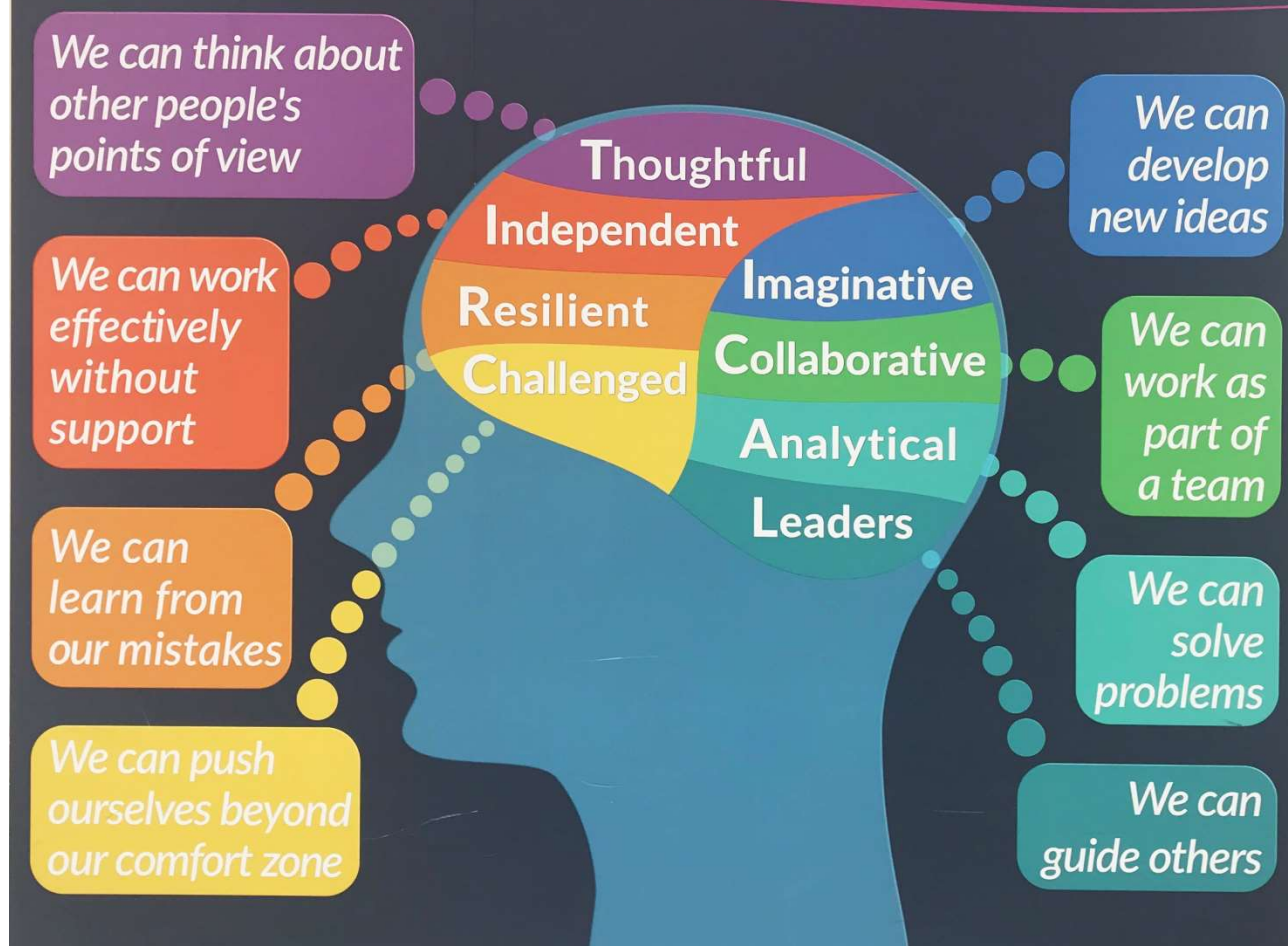 We can think about
other people's
points of view
We can work
effectively
without
support
We can
learn from
our mistakes
We can push
ourselves beyond
our comfort zone
Thoughtful
Independent
Resilient
Challenged
Imaginative
Collaborative
Analytical
Leaders
We can
develop
new ideas
We can
work as
part of
a team
We can
solve
problems
We can
guide others